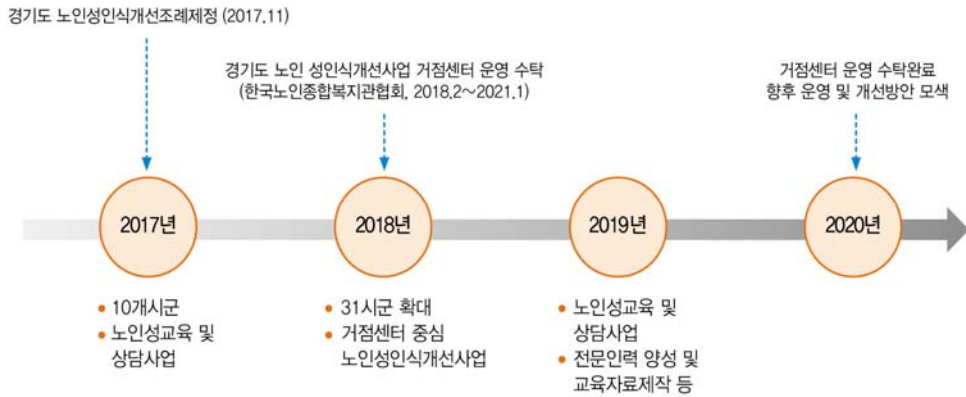 경기도 노인성인식개선조례제정 (2017.11)
경기도 노인 성인식개선사업 거점센터 운영 수탁
(한국노인종합복지관협회, 2018.2~2021.1)
거점센터 운영 수탁완료
향후 운영 및 개선방안 모색
2017년
2018년
2019년
2020년
• 10개시군
• 노인성교육 및
상담사업
• 31시군 확대
• 거점센터 중심
노인성인식개선사업
• 노인성교육 및
상담사업
• 전문인력 양성 및
교육자료제작 등